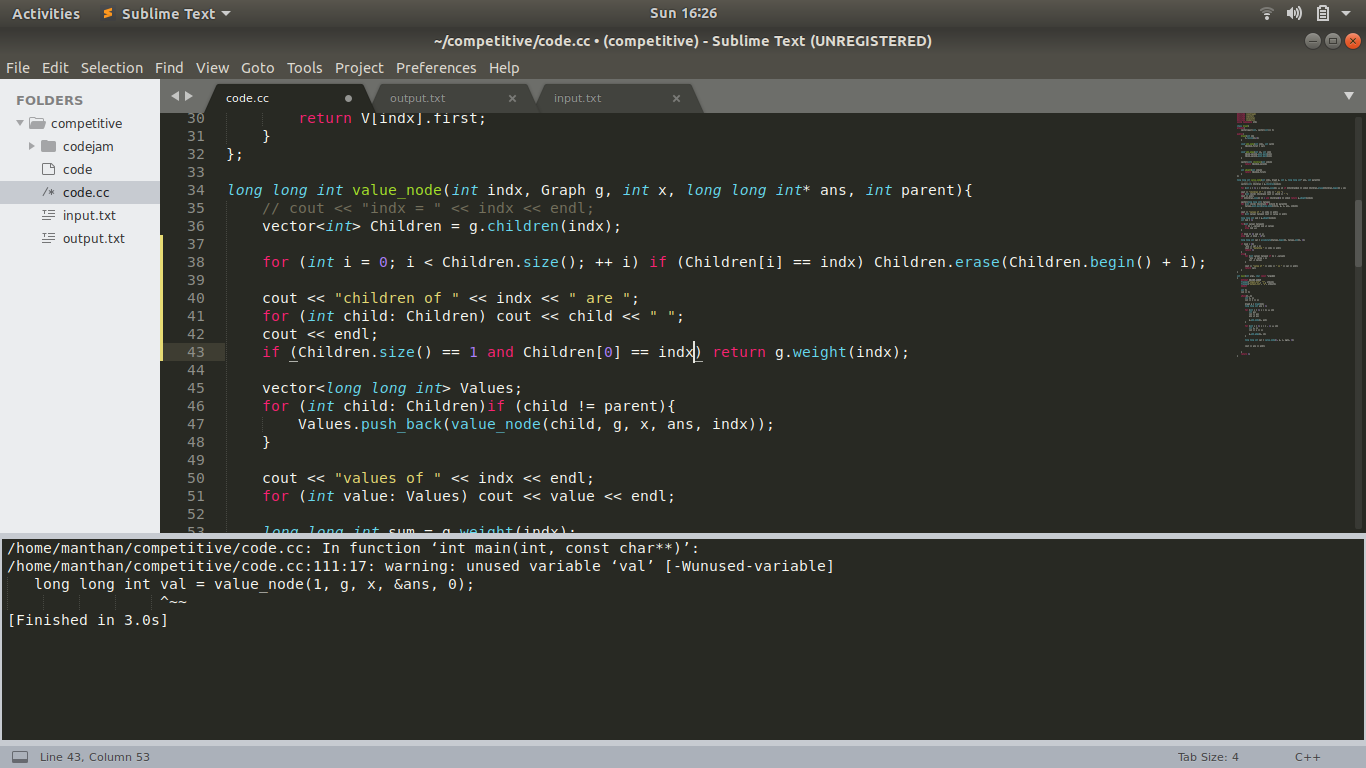 Activities Sublime Text Sun 16:26
~/competitive/code.cc • (competitive) - Sublime Text (UNREGISTERED)
File Edit Selection Find View Goto Tools Project Preferences Help
FOLDERS
competitive
codejam
code
/* code.cc
input.txt
output.txt
code.cc output.txt input.txt
30 return V[indx].first;
31 }
32 };
33
34 long long int value_node(int indx, Graph g, int x, long long int* ans, int parent){
35 // cout << "indx = " << indx << endl;
36 vector<int> Children = g.children(indx);
37
38 for (int i = 0; i < Children.size(); ++ i) if (Children[i] == indx) Children.erase(Children.begin() + i);
39
40 cout << "children of " << indx << " are ";
41 for (int child: Children) cout << child << " ";
42 cout << endl;
43 if (Children.size() == 1 and Children[0] == indx) return g.weight(indx);
44
45 vector<long long int> Values;
46 for (int child: Children)if (child != parent){
47 Values.push_back(value_node(child, g, x, ans, indx));
48 }
49
50 cout << "values of " << indx << endl;
51 for (int value: Values) cout << value << endl;
52
53 long long int sum = g.weight(indx);
/home/manthan/competitive/code.cc: In function ‘int main(int, const char**)’:
/home/manthan/competitive/code.cc:111:17: warning: unused variable ‘val’ [-Wunused-variable]
long long int val = value_node(1, g, x, &ans, 0);
^~~
[Finished in 3.0s]
Line 43, Column 53 Tab Size: 4 C++